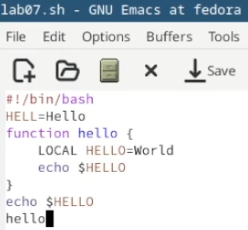 lab07.sh - GNU Emacs at fedora
File Edit Options Buffers Tools
Save
#!/bin/bash
HELL=Hello
function hello {
    LOCAL HELLO=World
    echo $HELLO
}
echo $HELLO
hello